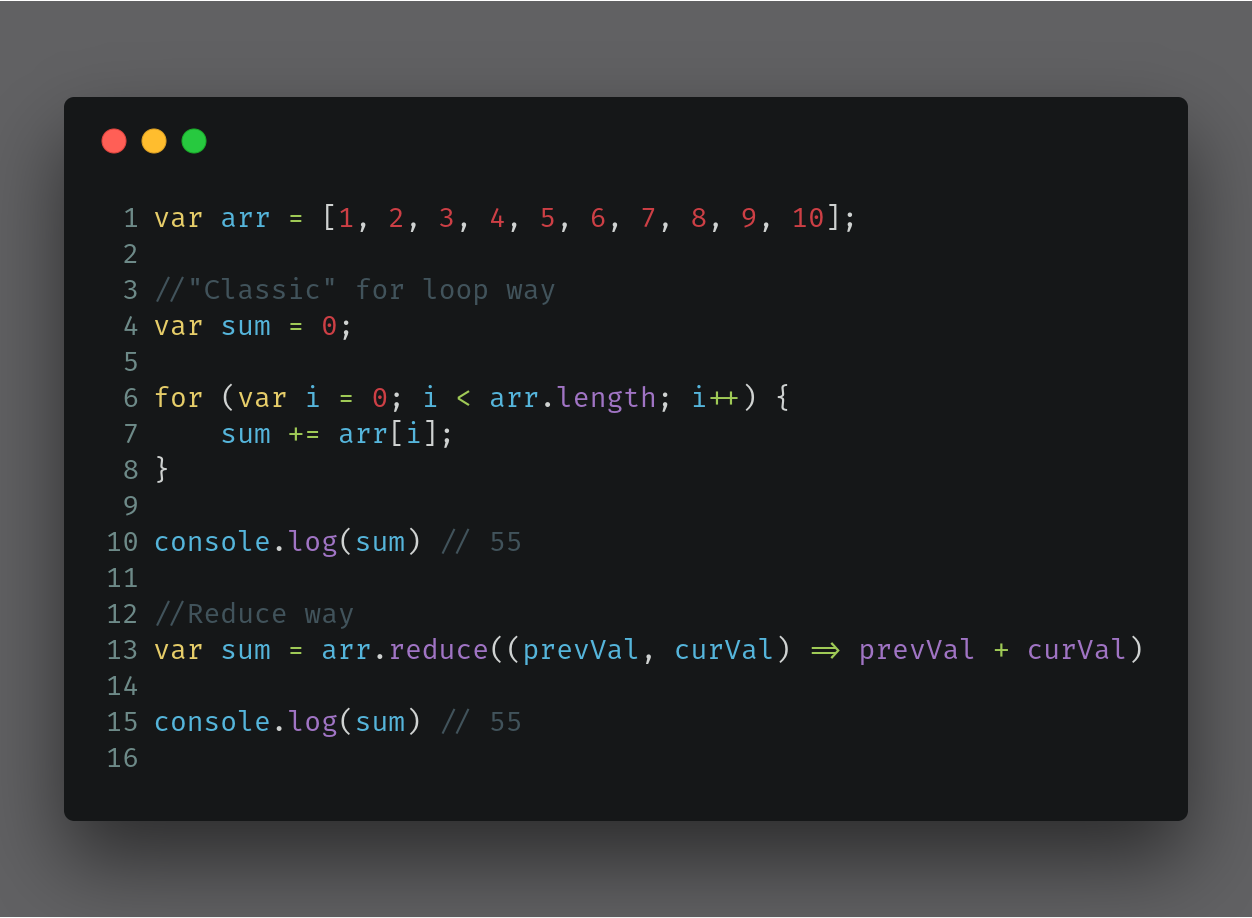 1 var arr = [1, 2, 3, 4, 5, 6, 7, 8, 9, 10];
2
3 //"Classic" for loop way
4 var sum = 0;
5
6 for (var i = 0; i < arr.length; i++) {
7     sum += arr[i];
8 }
9
10 console.log(sum) // 55
11
12 //Reduce way
13 var sum = arr.reduce((prevVal, curVal) => prevVal + curVal)
14
15 console.log(sum) // 55
16